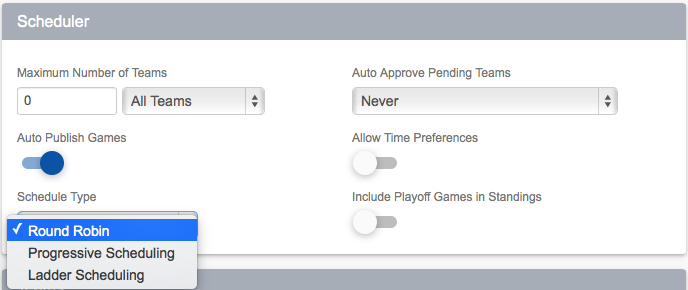 Scheduler
Maximum Number of Teams
Auto Approve Pending Teams
0 All Teams
Never
Auto Publish Games
Allow Time Preferences
Schedule Type
Include Playoff Games in Standings
✓ Round Robin
Progressive Scheduling
Ladder Scheduling